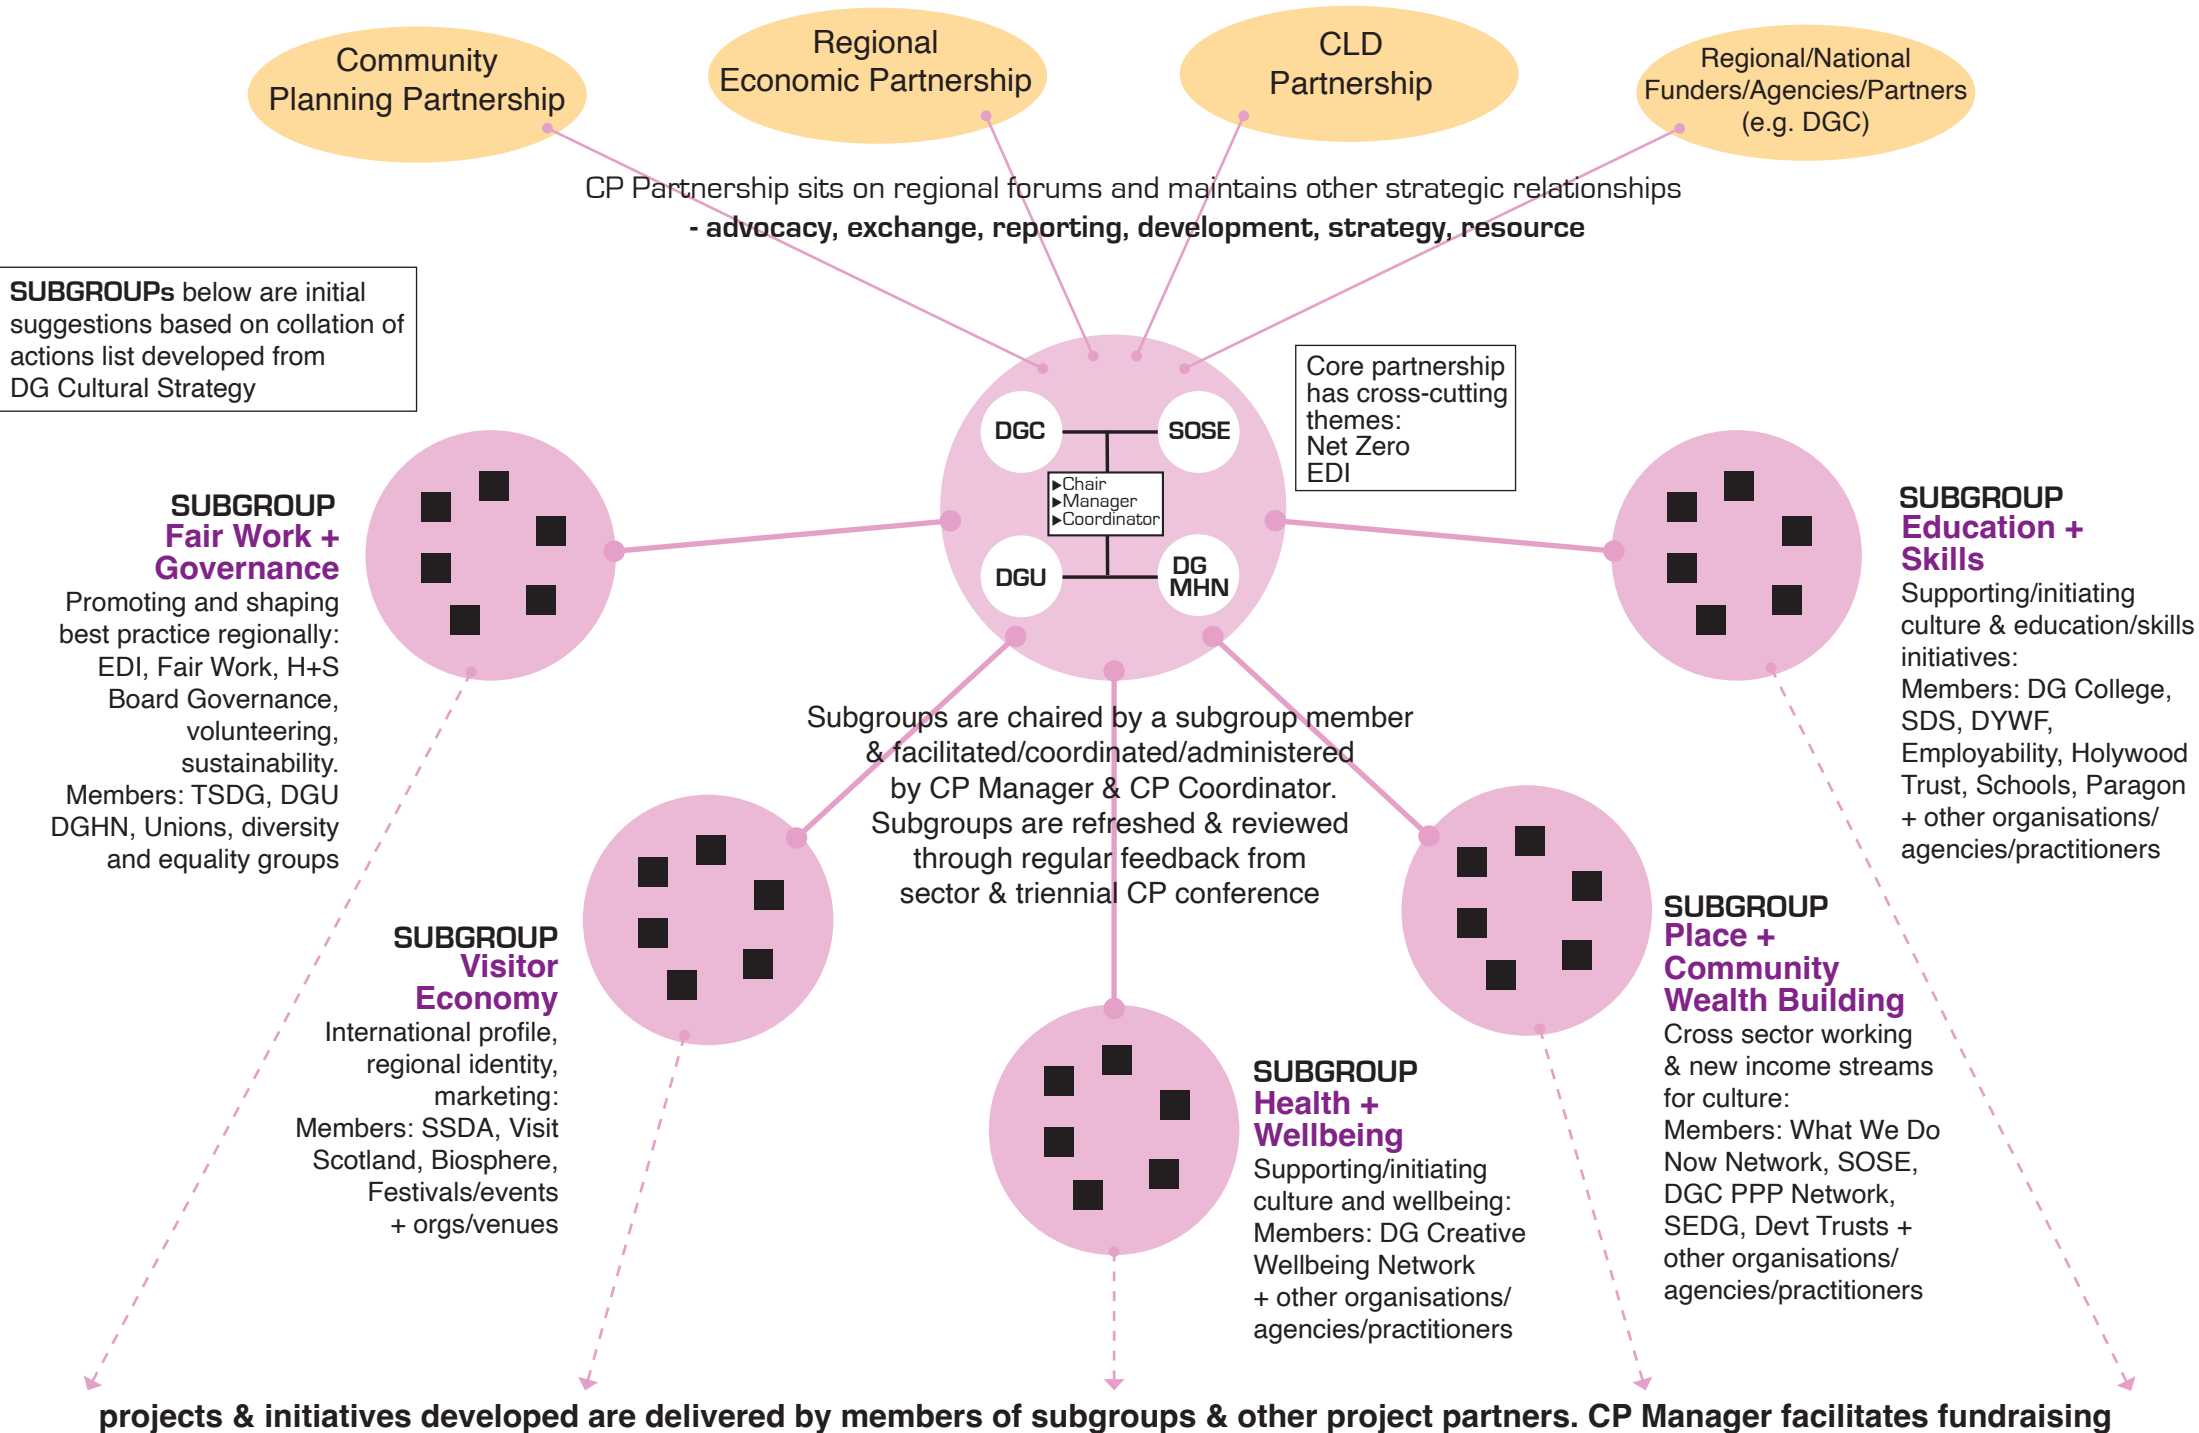 Community
Planning Partnership
Regional
Economic Partnership
CLD
Partnership
Regional/National
Funders/Agencies/Partners
(e.g. DGC)
CP Partnership sits on regional forums and maintains other strategic relationships
- advocacy, exchange, reporting, development, strategy, resource
SUBGROUPs below are initial
suggestions based on collation of
actions list developed from
DG Cultural Strategy
Core partnership
has cross-cutting
themes:
Net Zero
EDI
DGC
SOSE
▶Chair
▶Manager
▶Coordinator
DGU
DG
MHN
SUBGROUP
Fair Work +
Governance
Promoting and shaping
best practice regionally:
EDI, Fair Work, H+S
Board Governance,
volunteering,
sustainability.
Members: TSDG, DGU
DGHN, Unions, diversity
and equality groups
SUBGROUP
Education +
Skills
Supporting/initiating
culture & education/skills
initiatives:
Members: DG College,
SDS, DYWF,
Employability, Holywood
Trust, Schools, Paragon
+ other organisations/
agencies/practitioners
Subgroups are chaired by a subgroup member
& facilitated/coordinated/administered
by CP Manager & CP Coordinator.
Subgroups are refreshed & reviewed
through regular feedback from
sector & triennial CP conference
SUBGROUP
Visitor
Economy
International profile,
regional identity,
marketing:
Members: SSDA, Visit
Scotland, Biosphere,
Festivals/events
+ orgs/venues
SUBGROUP
Health +
Wellbeing
Supporting/initiating
culture and wellbeing:
Members: DG Creative
Wellbeing Network
+ other organisations/
agencies/practitioners
SUBGROUP
Place +
Community
Wealth Building
Cross sector working
& new income streams
for culture:
Members: What We Do
Now Network, SOSE,
DGC PPP Network,
SEDG, Devt Trusts +
other organisations/
agencies/practitioners
projects & initiatives developed are delivered by members of subgroups & other project partners. CP Manager facilitates fundraising